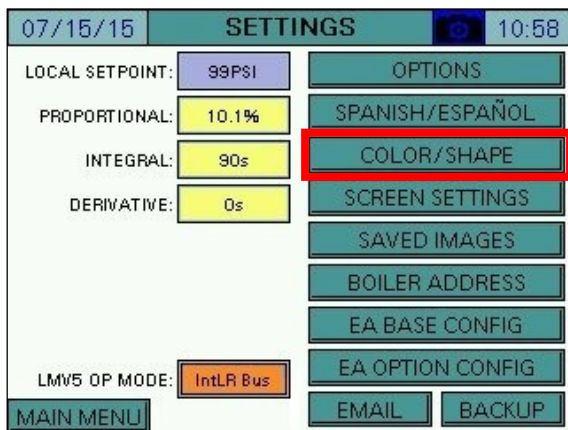 07/15/15 SETTINGS 10:58
LOCAL SETPOINT: 99PSI
PROPORTIONAL: 10.1%
INTEGRAL: 90s
DERIVATIVE: 0s
LMV5 OP MODE: IntLR Bus
MAIN MENU
OPTIONS
SPANISH/ESPAÑOL
COLOR/SHAPE
SCREEN SETTINGS
SAVED IMAGES
BOILER ADDRESS
EA BASE CONFIG
EA OPTION CONFIG
EMAIL BACKUP